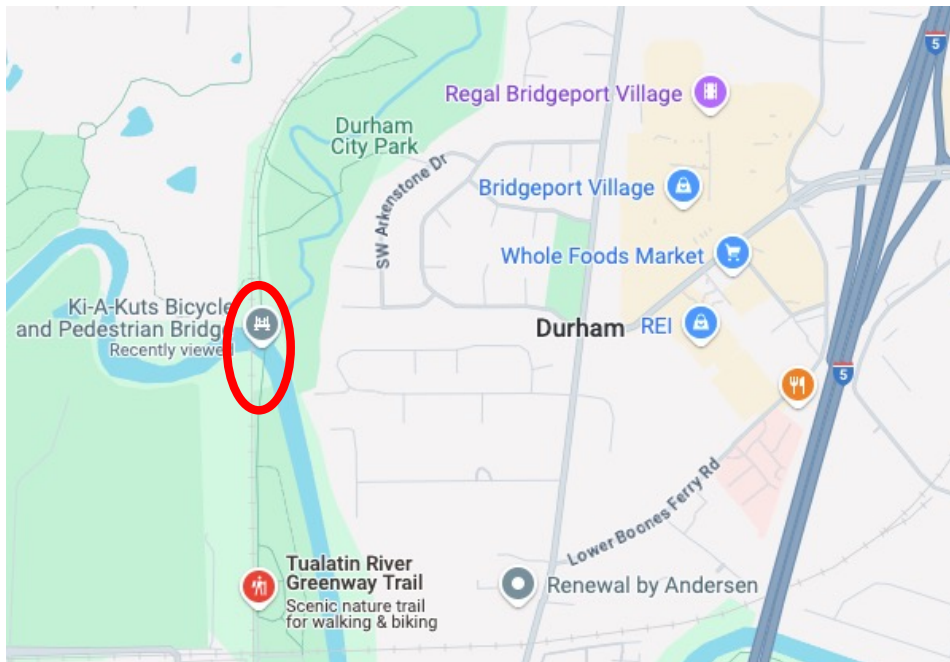 5
Regal Bridgeport Village
Durham
City Park
SW Arkenstone Dr
Bridgeport Village
Whole Foods Market
Ki-A-Kuts Bicycle
and Pedestrian Bridge
Recently viewed
Durham
REI
5
Lower Boones Ferry Rd
Tualatin River
Greenway Trail
Scenic nature trail
for walking & biking
Renewal by Andersen
5